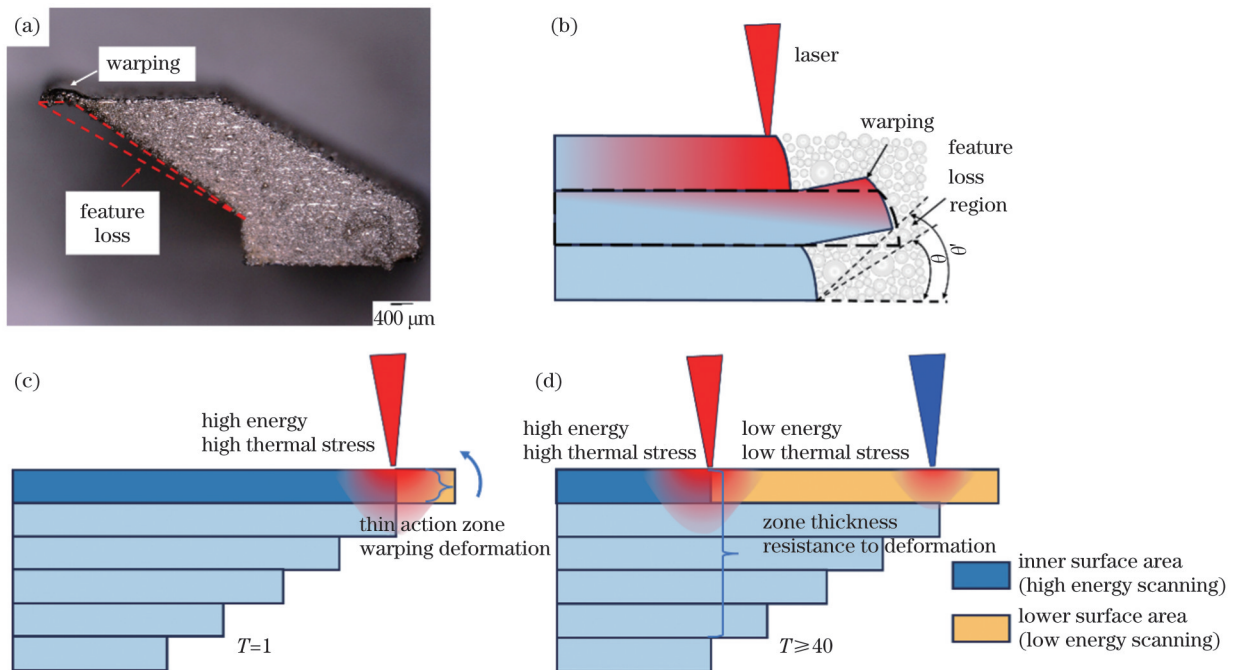 (a)
warping
feature
loss
400 μm
(b)
laser
warping
feature
loss
region
θ
θ'
(c)
high energy
high thermal stress
thin action zone
warping deformation
T=1
(d)
high energy
high thermal stress
low energy
low thermal stress
zone thickness
resistance to deformation
T≥40
inner surface area
(high energy scanning)
lower surface area
(low energy scanning)